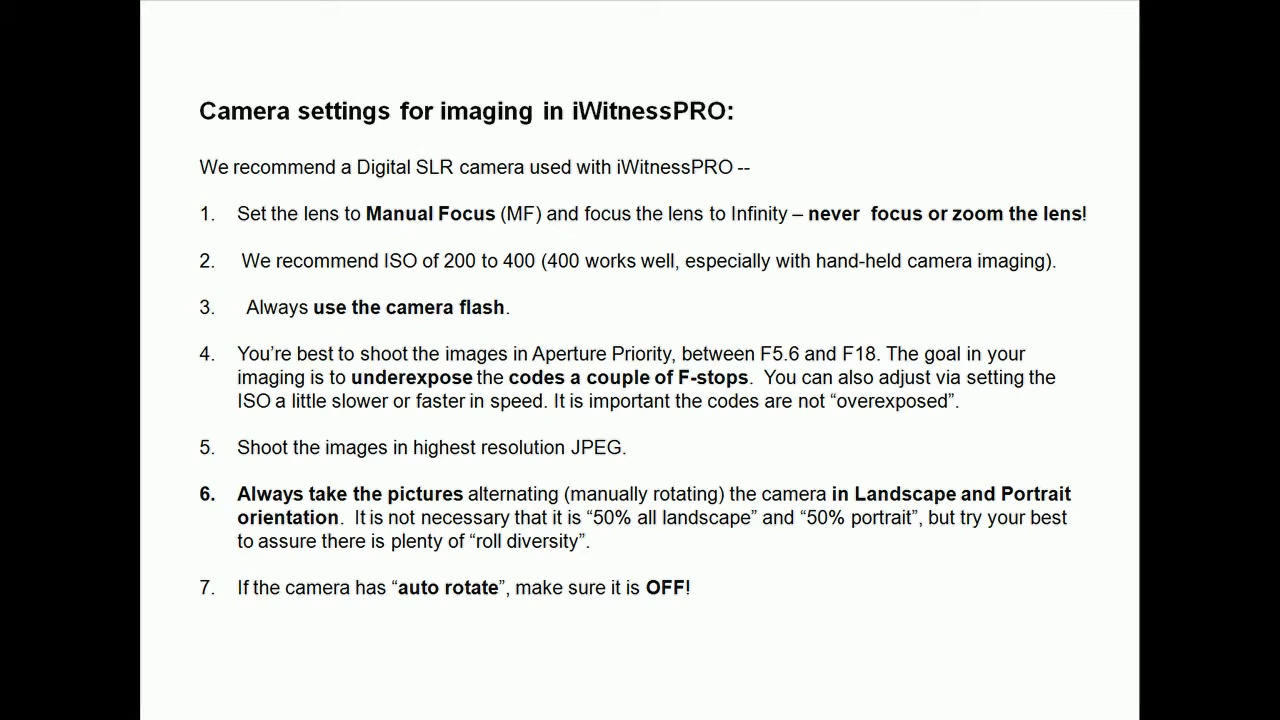 Camera settings for imaging in iWitnessPRO:
We recommend a Digital SLR camera used with iWitnessPRO --
1. Set the lens to Manual Focus (MF) and focus the lens to Infinity – never focus or zoom the lens!
2. We recommend ISO of 200 to 400 (400 works well, especially with hand-held camera imaging).
3. Always use the camera flash.
4. You’re best to shoot the images in Aperture Priority, between F5.6 and F18. The goal in your
imaging is to underexpose the codes a couple of F-stops. You can also adjust via setting the
ISO a little slower or faster in speed. It is important the codes are not “overexposed”.
5. Shoot the images in highest resolution JPEG.
6. Always take the pictures alternating (manually rotating) the camera in Landscape and Portrait
orientation. It is not necessary that it is “50% all landscape” and “50% portrait”, but try your best
to assure there is plenty of “roll diversity”.
7. If the camera has “auto rotate”, make sure it is OFF!